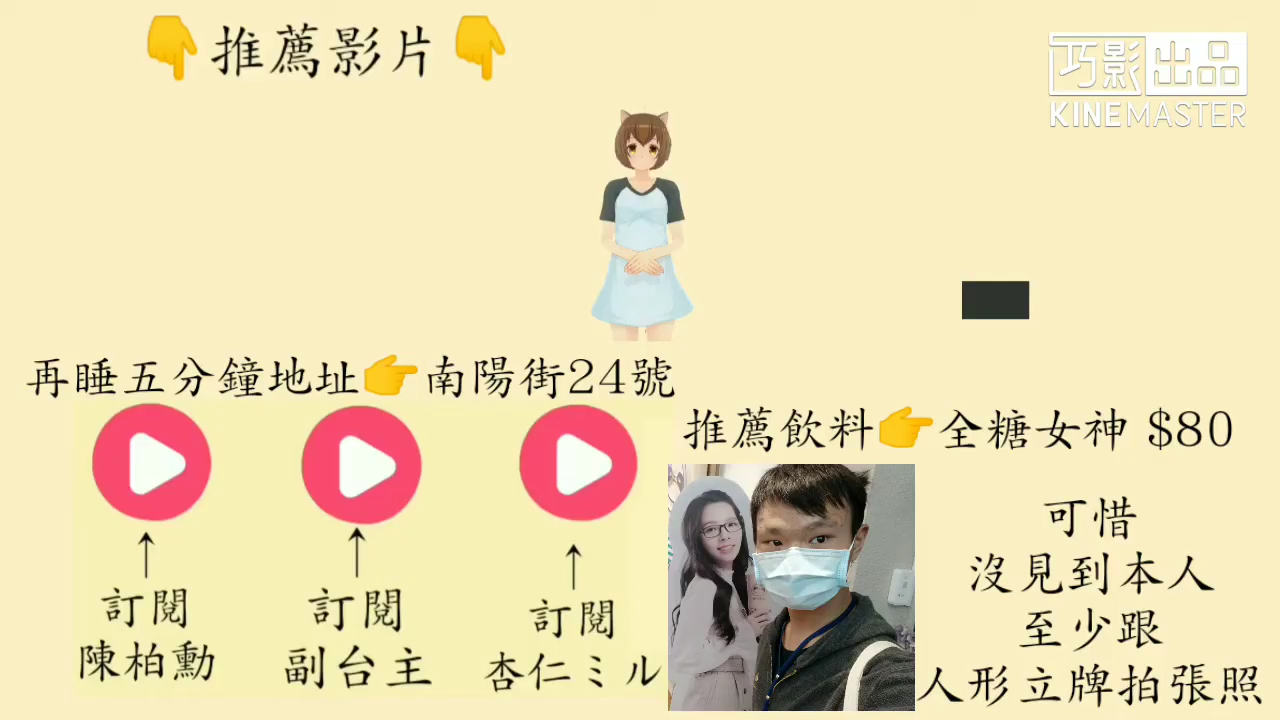 👇推薦影片👇
巧影出品
KINEMASTER
再睡五分鐘地址👉南陽街24號
推薦飲料👉全糖女神 $80
訂閱
陳柏勳
訂閱
副台主
訂閱
杏仁ミル
可惜
沒見到本人
至少跟
人形立牌拍張照